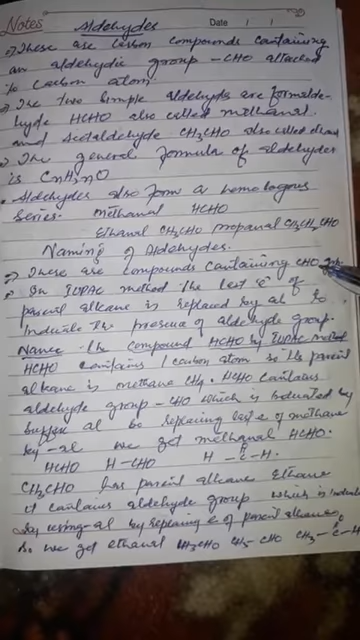 Notes
Aldehydes
Date / /
These are carbon compounds containing
an aldehydic group -CHO attached
to carbon atom.
The two simple aldehydes are formalde-
hyde HCHO also called methanal
and Acetaldehyde CH3CHO also called
The general formula of aldehydes
is CnH2nO
Aldehydes also form a homologous
series. Methanal HCHO
Ethanal CH3CHO propanal CH3CH2CHO
Naming of Aldehydes.
These are compounds containing CHO
In IUPAC method the last 'e' of
parent alkane is replaced by al to
indicate the presence of aldehyde group.
Name the compound HCHO by IUPAC method
HCHO contains 1 carbon atom so the parent
alkane is methane CH4. HCHO contains
aldehyde group -CHO which is indicated by
suffix al so replacing last e of methane
by -al we get methanal HCHO.
HCHO H-CHO H-C-H.
O
CH3CHO has parent alkane Ethane
it contains aldehyde group which is
by using-al by replacing e of parent alkane,
So we get ethanal CH3CHO CH3-CHO CH3-C-H
O